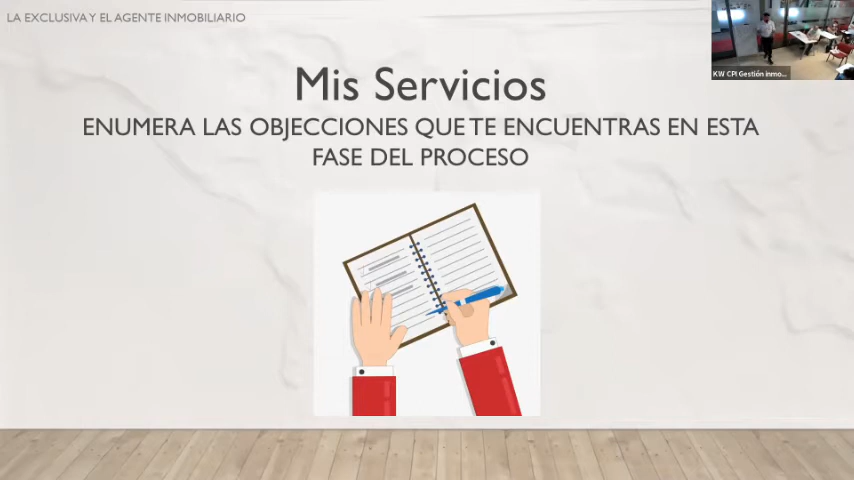 LA EXCLUSIVA Y EL AGENTE INMOBILIARIO
Mis Servicios
ENUMERA LAS OBJECCIONES QUE TE ENCUENTRAS EN ESTA
FASE DEL PROCESO
KW CPI Gestión inmo...